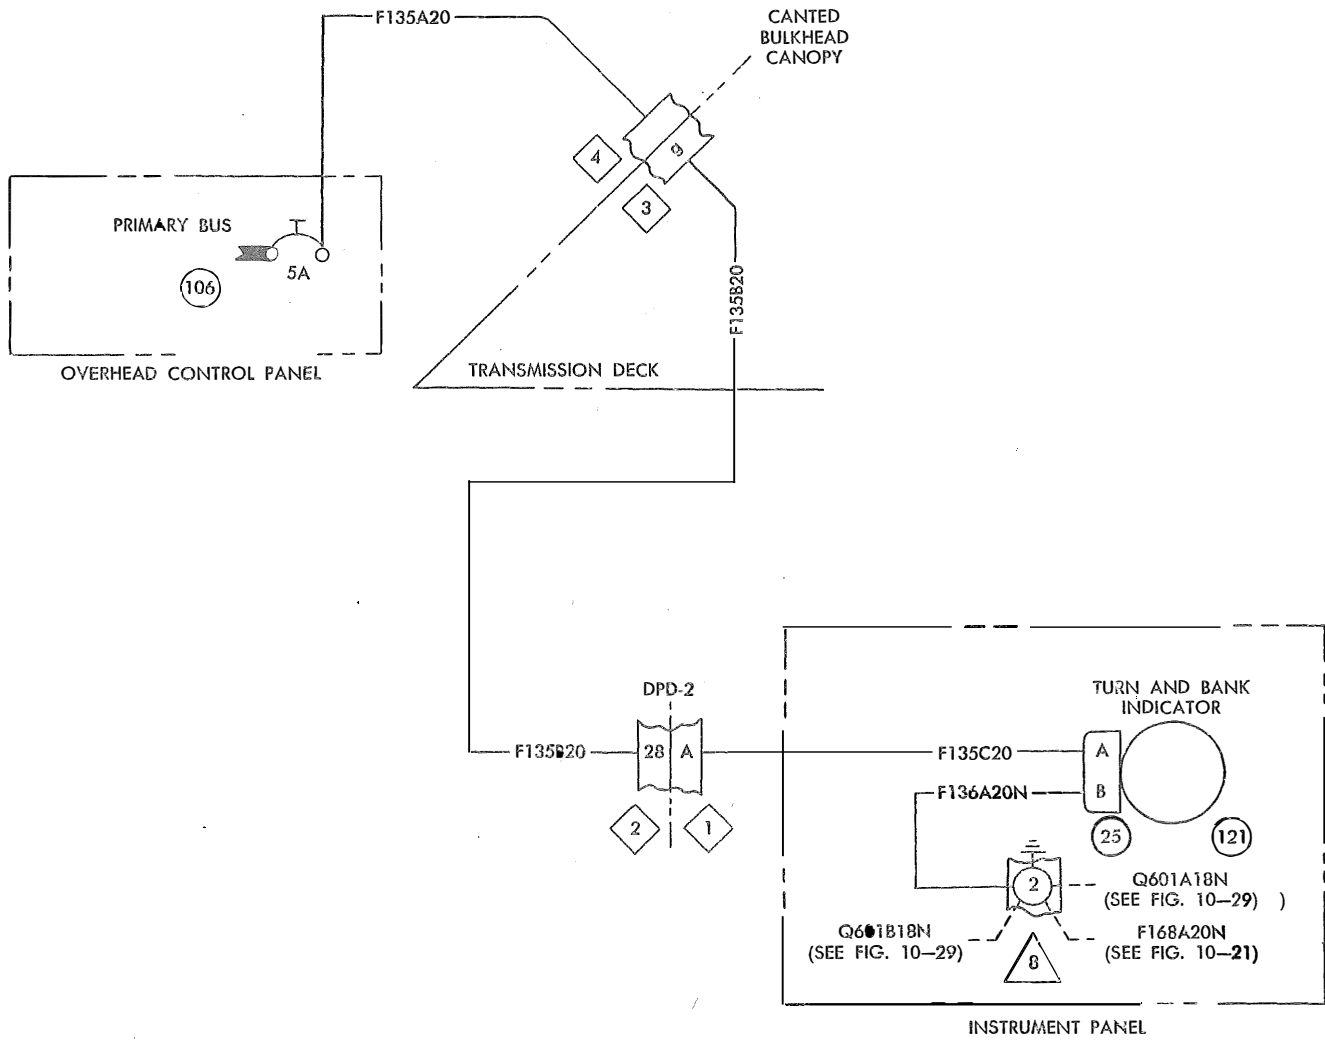 F135A20
CANTED
BULKHEAD
CANOPY
4
g
3
PRIMARY BUS
5A
106
F135B20
OVERHEAD CONTROL PANEL
TRANSMISSION DECK
DPD-2
TURN AND BANK
INDICATOR
F135B20
28
A
F135C20
A
F136A20N
B
2
1
25
121
2
Q601A18N
(SEE FIG. 10-29) )
Q601B18N
(SEE FIG. 10-29)
F168A20N
(SEE FIG. 10-21)
8
INSTRUMENT PANEL